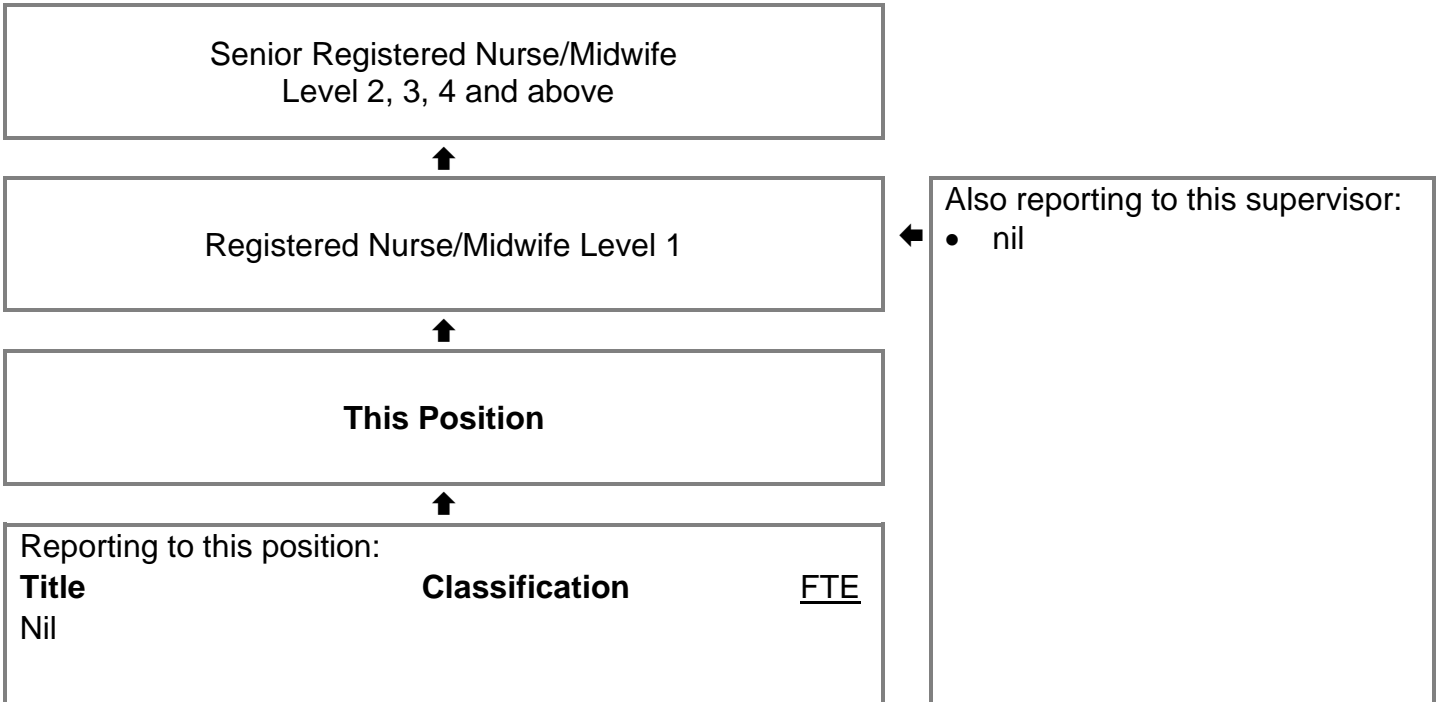 Senior Registered Nurse/Midwife
Level 2, 3, 4 and above
Registered Nurse/Midwife Level 1
Also reporting to this supervisor:
• nil
This Position
Reporting to this position:
Title Classification FTE
Nil